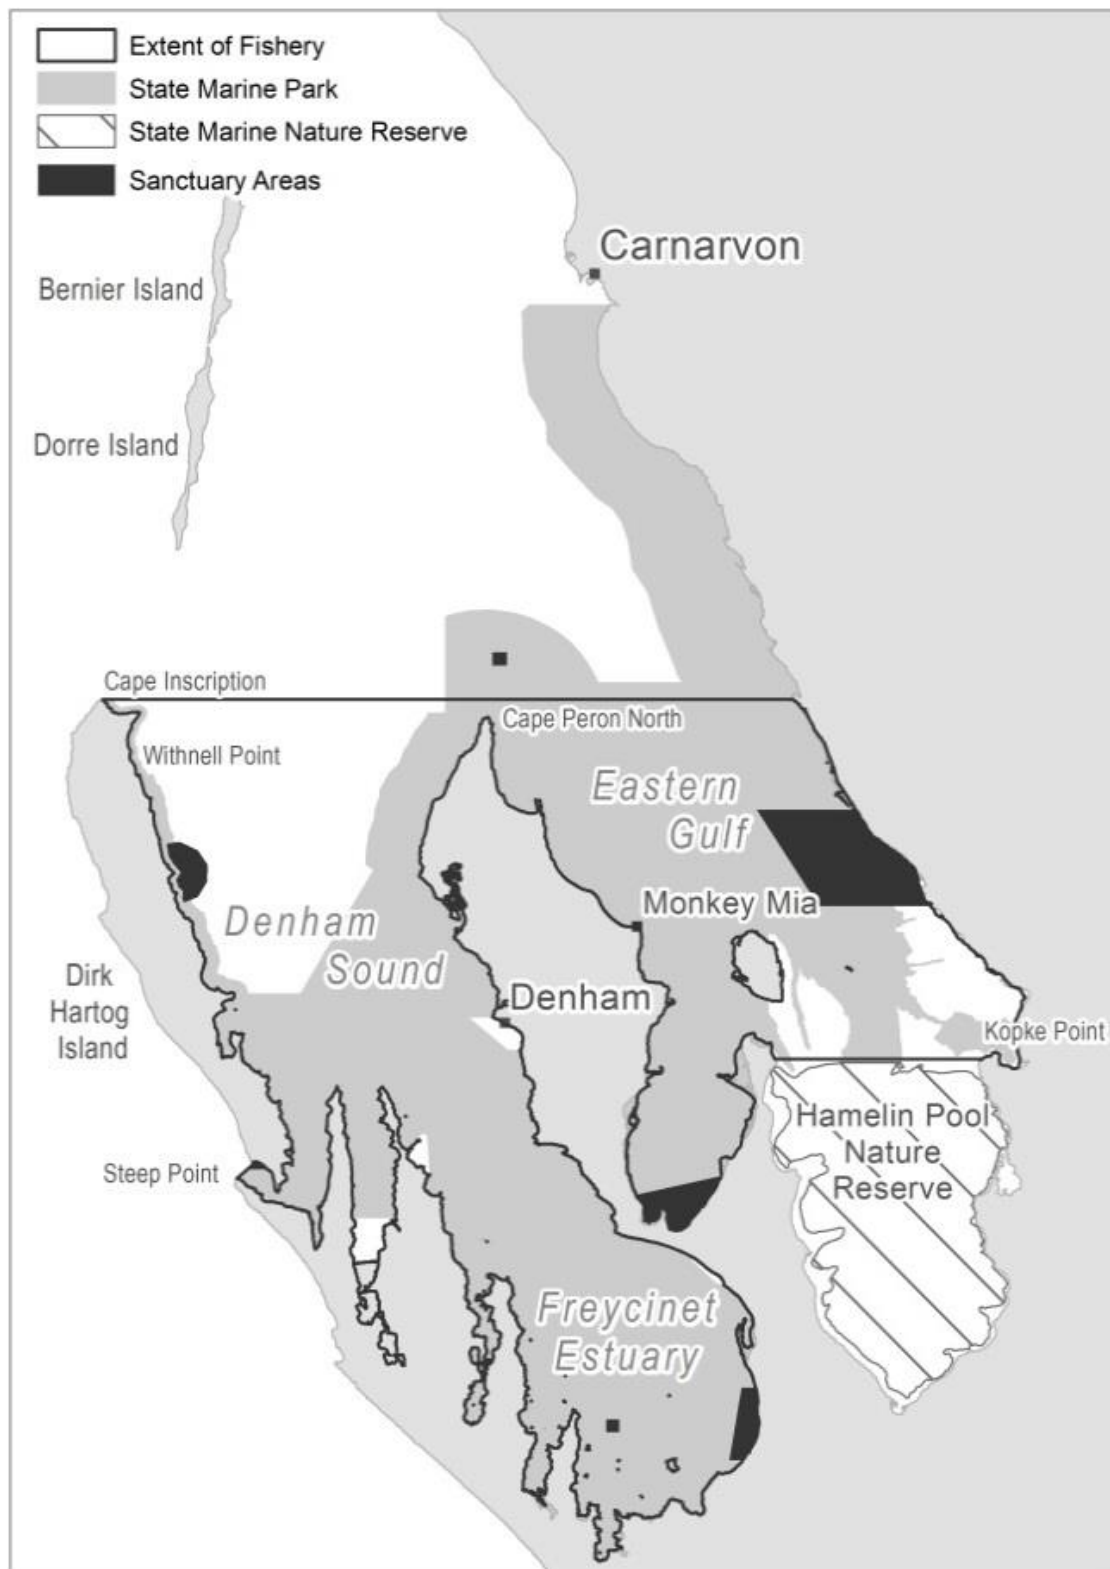 Extent of Fishery
State Marine Park
State Marine Nature Reserve
Sanctuary Areas
Carnarvon
Bernier Island
Dorre Island
Cape Inscription
Cape Peron North
Withnell Point
Eastern
Gulf
Monkey Mia
Denham
Sound
Dirk
Hartog
Island
Denham
Kopke Point
Hamelin Pool
Nature
Reserve
Steep Point
Freycinet
Estuary